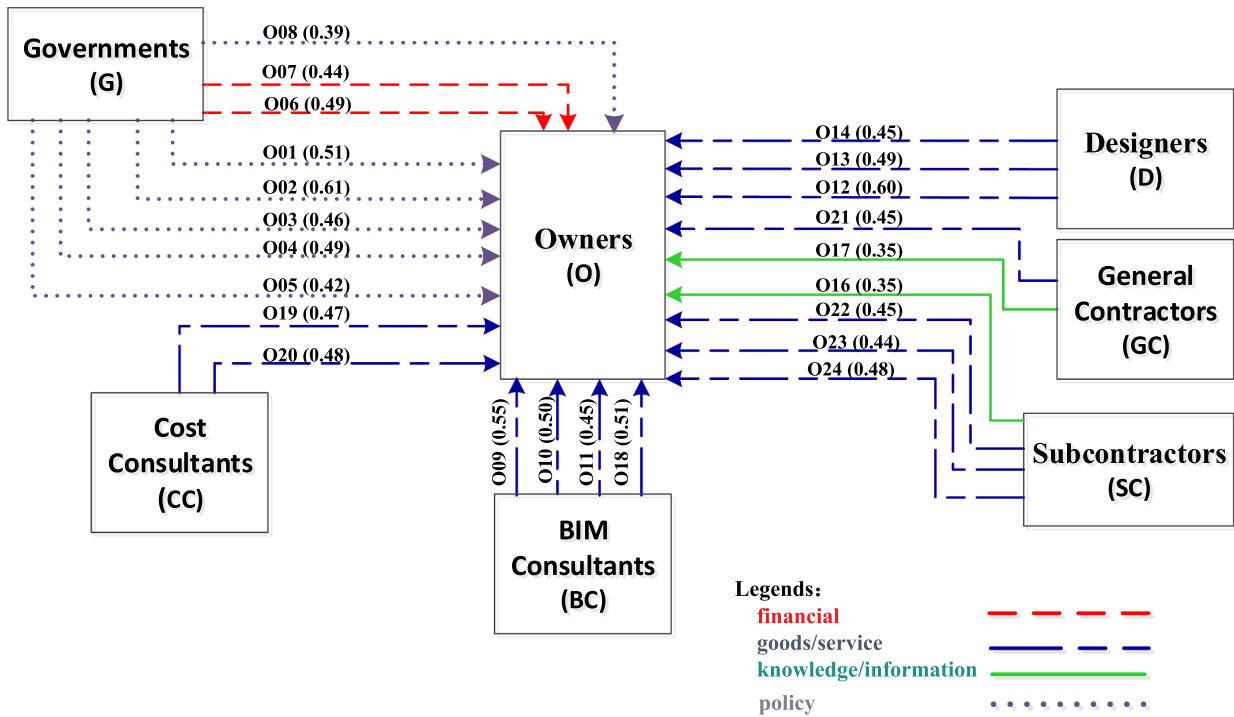 Governments
(G)
O08 (0.39)
O07 (0.44)
O06 (0.49)
O01 (0.51)
O02 (0.61)
O03 (0.46)
O04 (0.49)
O05 (0.42)
O19 (0.47)
O20 (0.48)
Owners
(O)
O14 (0.45)
O13 (0.49)
O12 (0.60)
O21 (0.45)
O17 (0.35)
O16 (0.35)
O22 (0.45)
O23 (0.44)
O24 (0.48)
Designers
(D)
General
Contractors
(GC)
Subcontractors
(SC)
Cost
Consultants
(CC)
O09 (0.55)
O10 (0.50)
O11 (0.45)
O18 (0.51)
BIM
Consultants
(BC)
Legends：
financial
goods/service
knowledge/information
policy